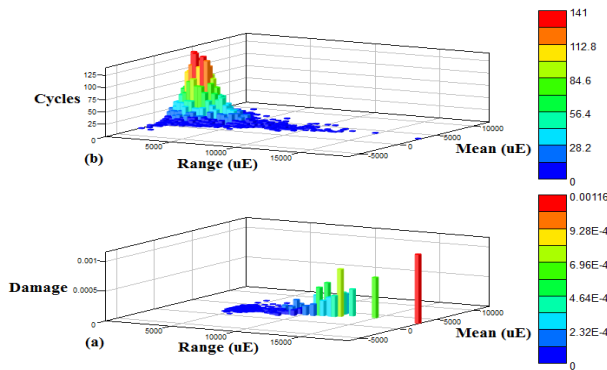 141
112.8
84.6
56.4
28.2
0
125
100
75
50
25
0
Cycles
5000
10000
15000
Range (uE)
-5000
0
5000
10000
Mean (uE)
(b)
0.00116
9.28E-4
6.96E-4
4.64E-4
2.32E-4
0
0.001
0.0005
0
Damage
5000
10000
15000
Range (uE)
-5000
0
5000
10000
Mean (uE)
(a)